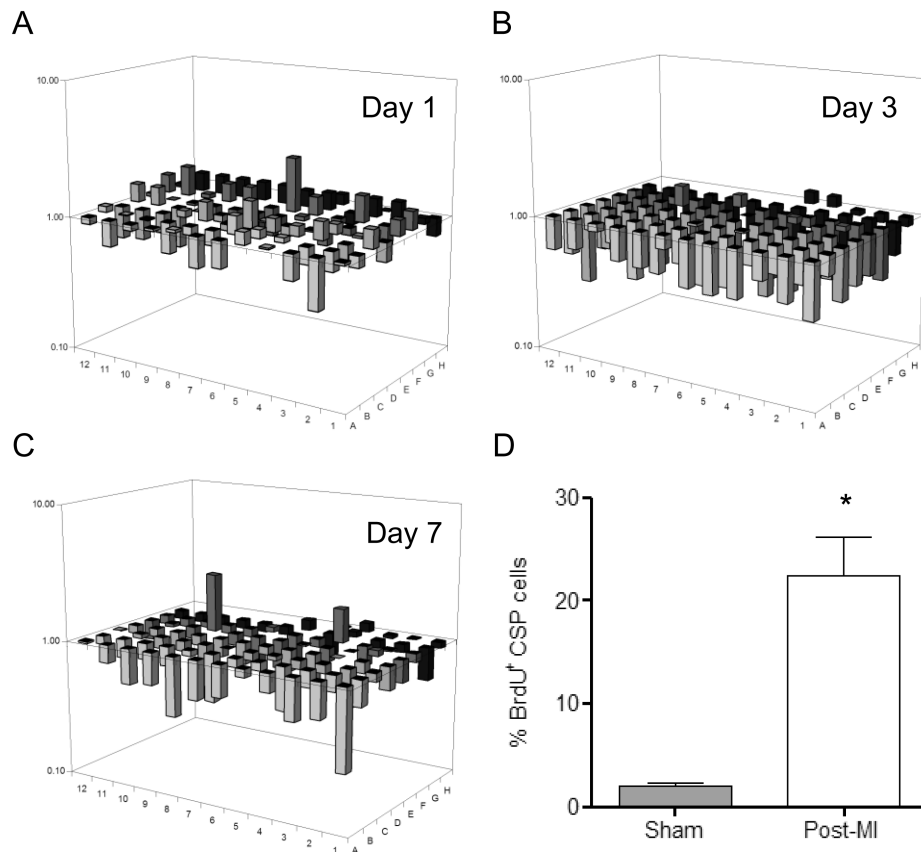 A
10.00
Day 1
1.00
0.10
12 11 10 9 8 7 6 5 4 3 2 1
A B C D E F G H
B
10.00
Day 3
1.00
0.10
12 11 10 9 8 7 6 5 4 3 2 1
A B C D E F G H
C
10.00
Day 7
1.00
0.10
12 11 10 9 8 7 6 5 4 3 2 1
A B C D E F G H
D
% BrdU⁺ CSP cells
30
20
10
0
*
Sham Post-MI